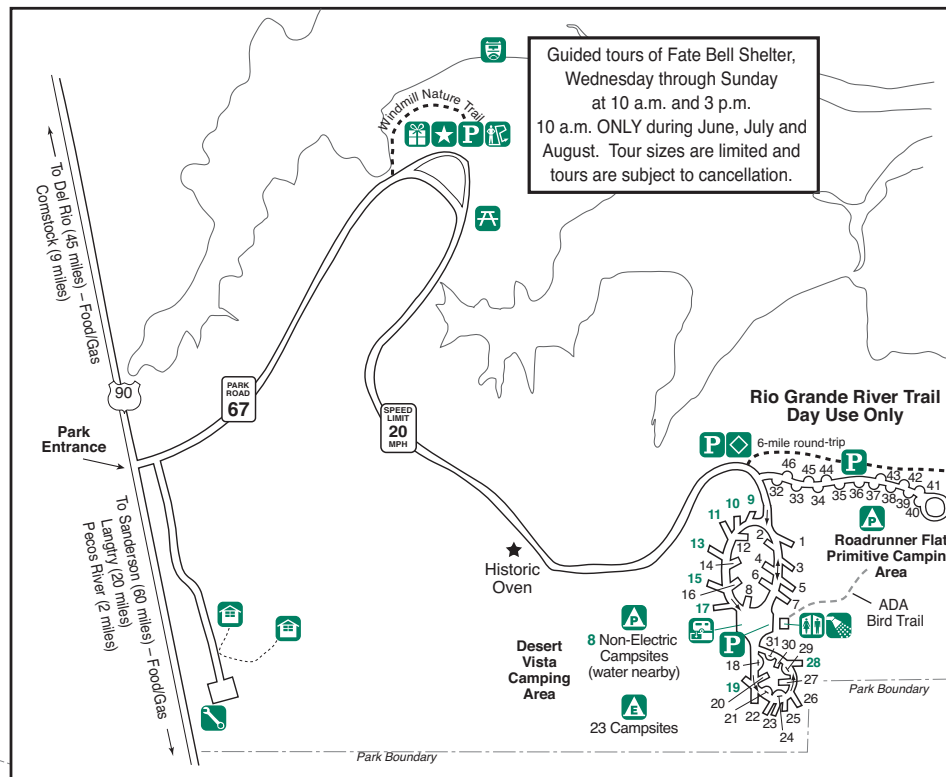 Guided tours of Fate Bell Shelter,
Wednesday through Sunday
at 10 a.m. and 3 p.m.
10 a.m. ONLY during June, July and
August. Tour sizes are limited and
tours are subject to cancellation.
Windmill Nature Trail
P
To Del Rio (45 miles) – Food/Gas
Comstock (9 miles)
90
PARK
ROAD
67
SPEED
LIMIT
20
MPH
Park
Entrance
To Sanderson (60 miles) – Food/Gas
Langtry (20 miles)
Pecos River (2 miles)
Historic
Oven
Rio Grande River Trail
Day Use Only
6-mile round-trip
P
P
46
45
44
43
42
41
32
33
34
35
36
37
38
39
40
P
Roadrunner Flat
Primitive Camping
Area
ADA
Bird Trail
9
10
11
2
1
12
13
4
3
14
6
5
15
16
8
7
17
P
31
30
29
28
18
27
19
26
20
25
21
22
23
24
Desert
Vista
Camping
Area
P
8 Non-Electric
Campsites
(water nearby)
E
23 Campsites
Park Boundary
Park Boundary